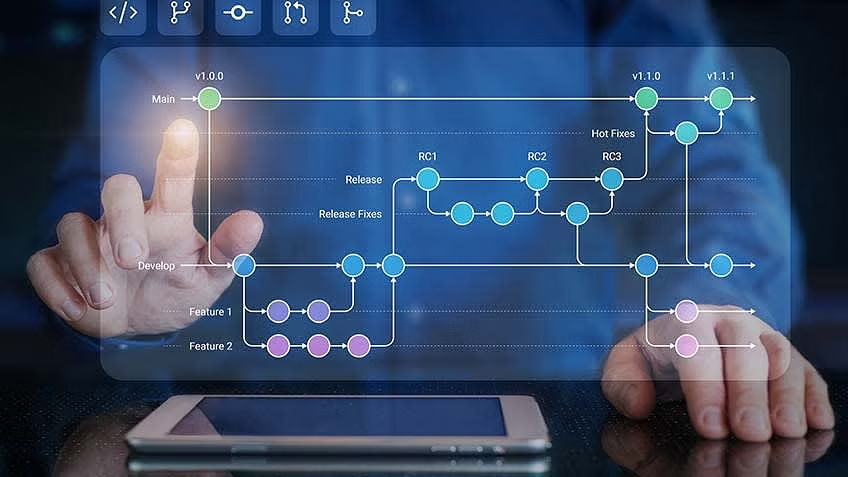 </>
v1.0.0
v1.1.0
v1.1.1
Main
Hot Fixes
RC1
RC2
RC3
Release
Release Fixes
Develop
Feature 1
Feature 2